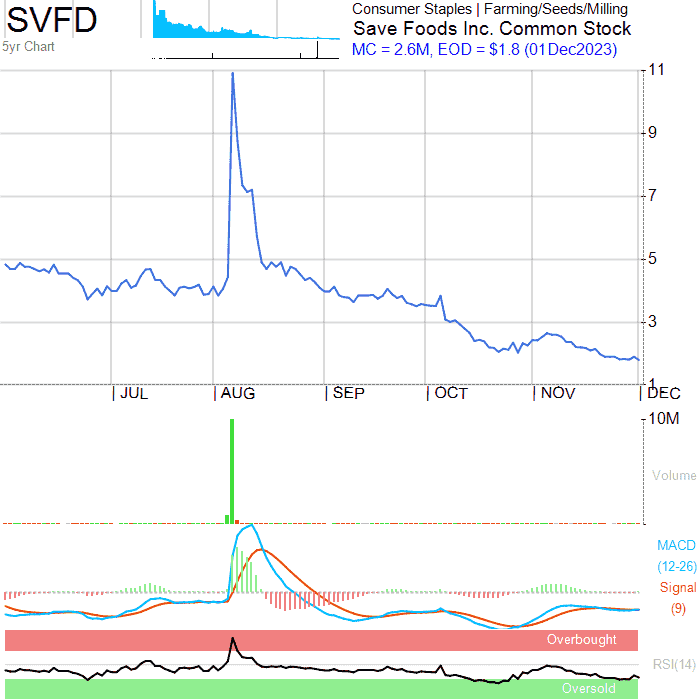 SVFD
5yr Chart
Consumer Staples | Farming/Seeds/Milling
Save Foods Inc. Common Stock
MC = 2.6M, EOD = $1.8 (01Dec2023)
11
9
7
5
3
1
JUL
AUG
SEP
OCT
NOV
DEC
10M
Volume
MACD
(12-26)
Signal
(9)
Overbought
RSI(14)
Oversold